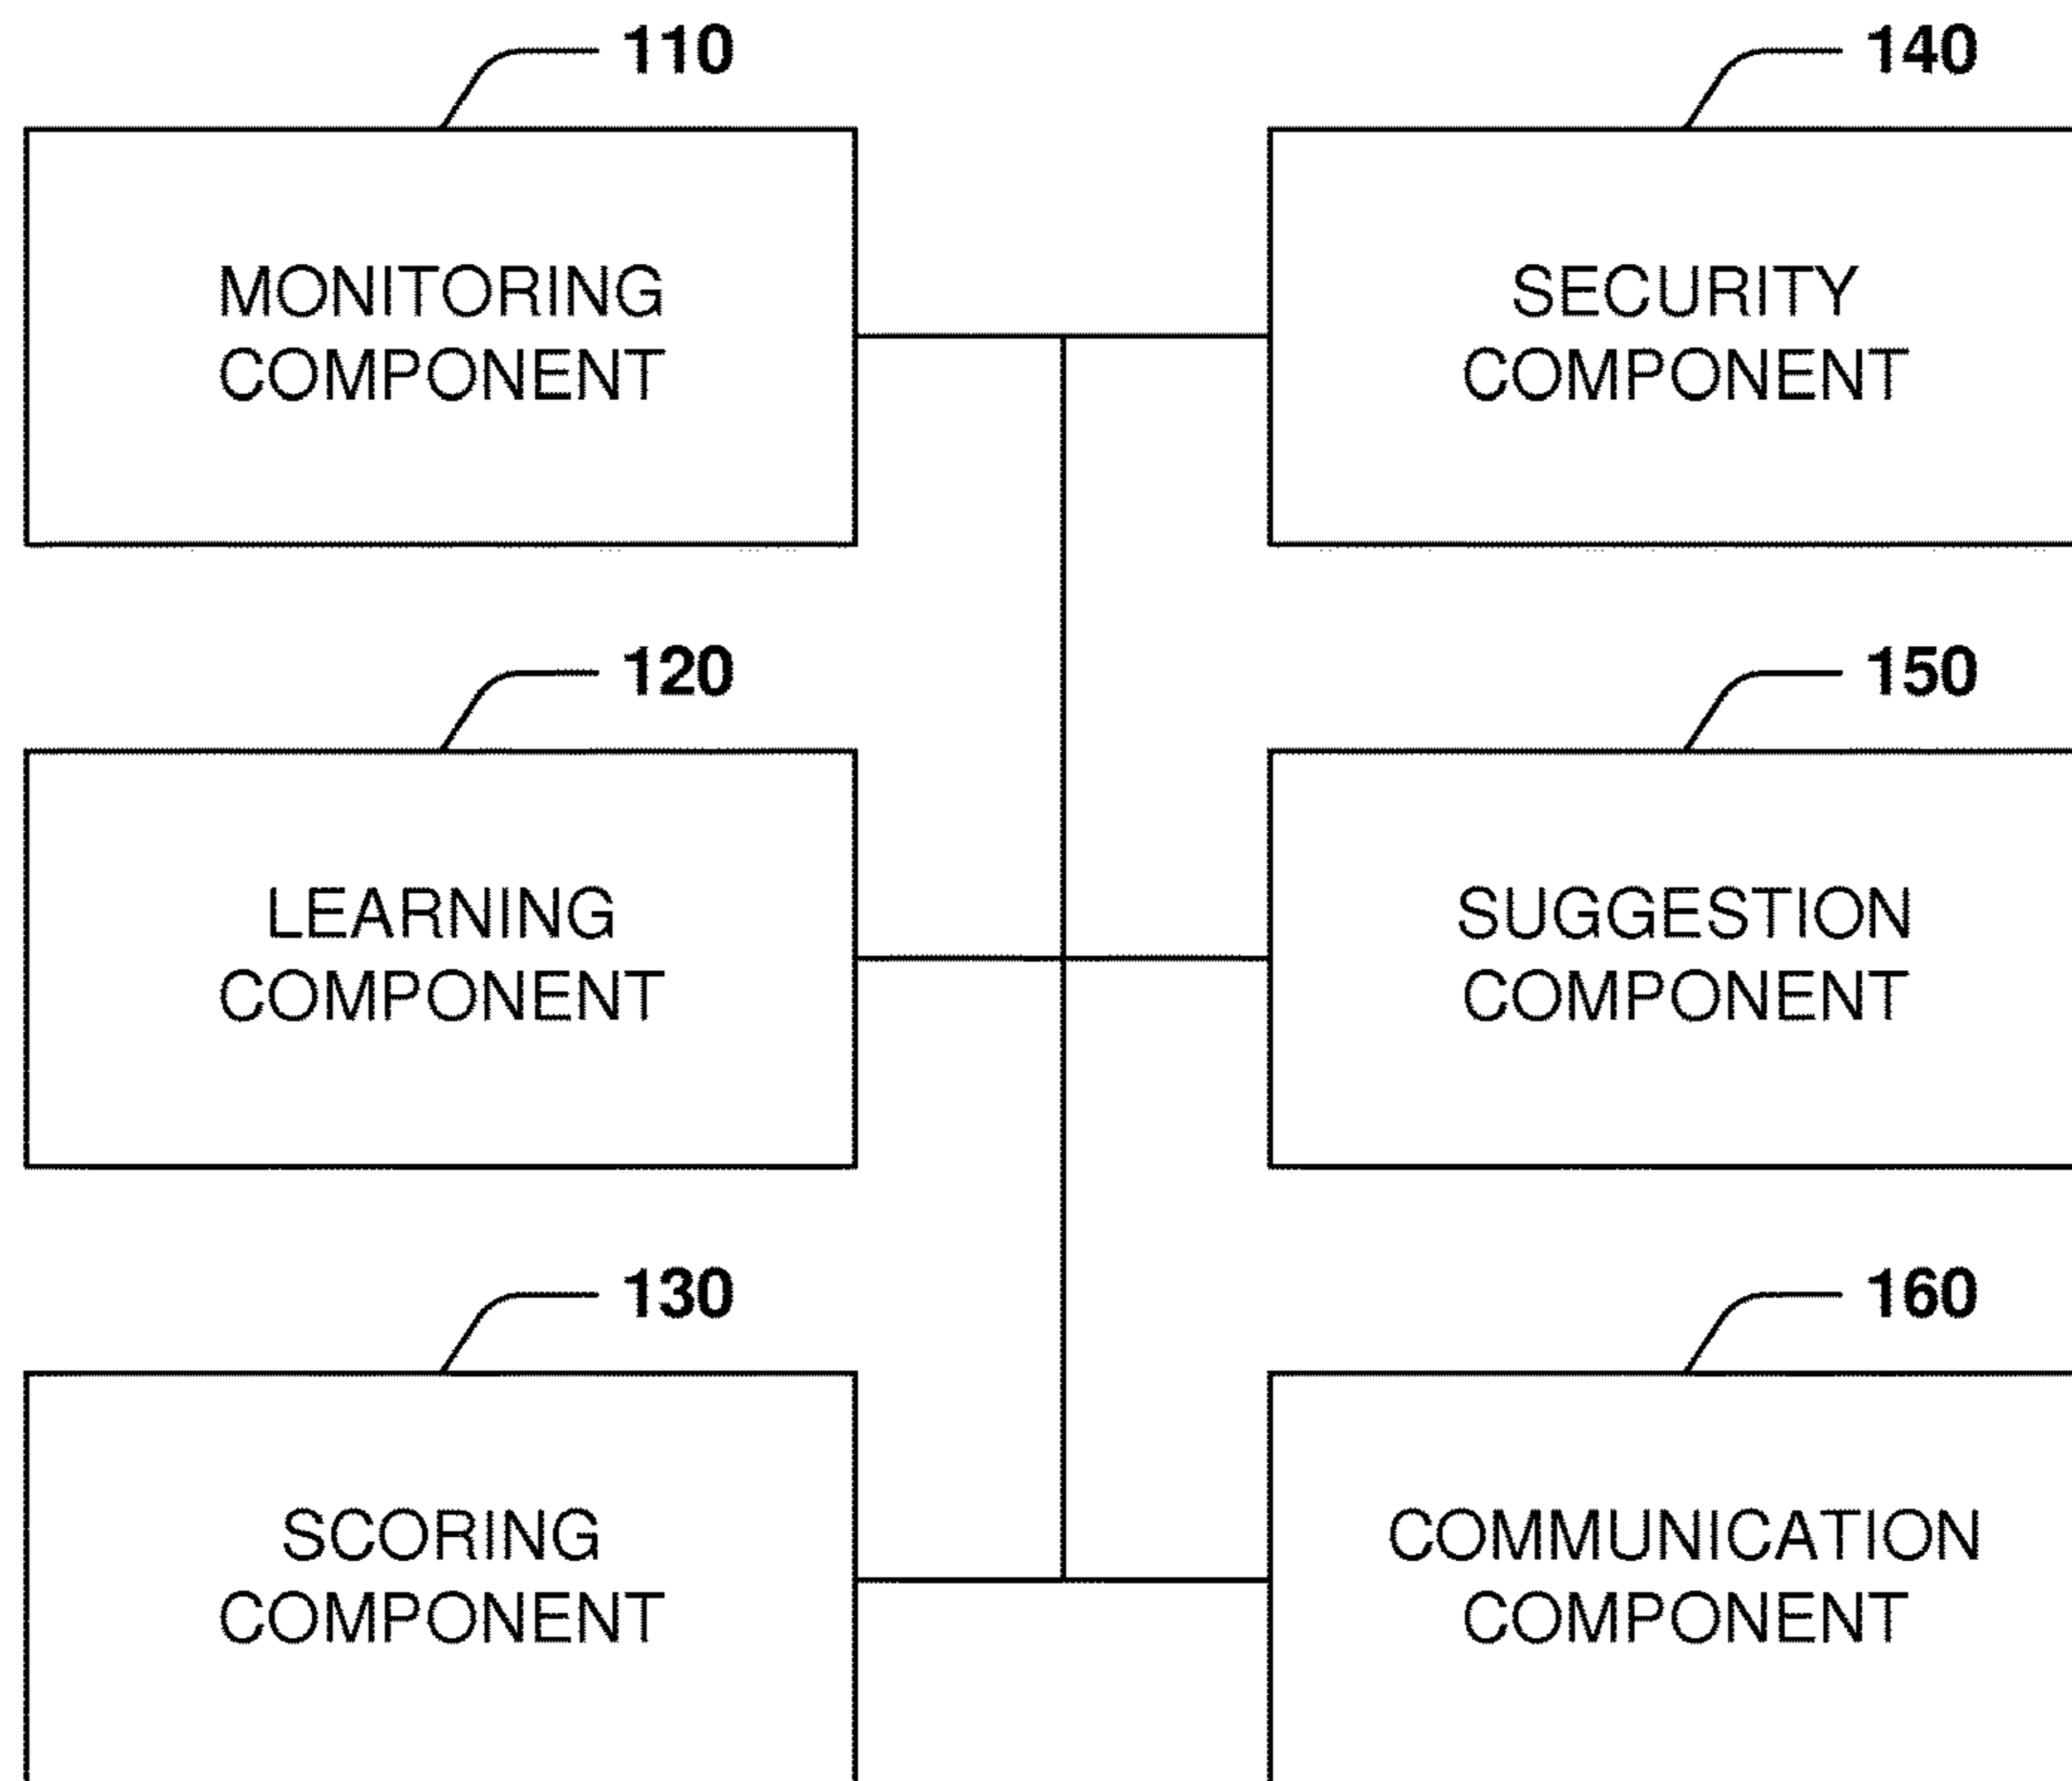 110
MONITORING
COMPONENT
140
SECURITY
COMPONENT
120
LEARNING
COMPONENT
150
SUGGESTION
COMPONENT
130
SCORING
COMPONENT
160
COMMUNICATION
COMPONENT